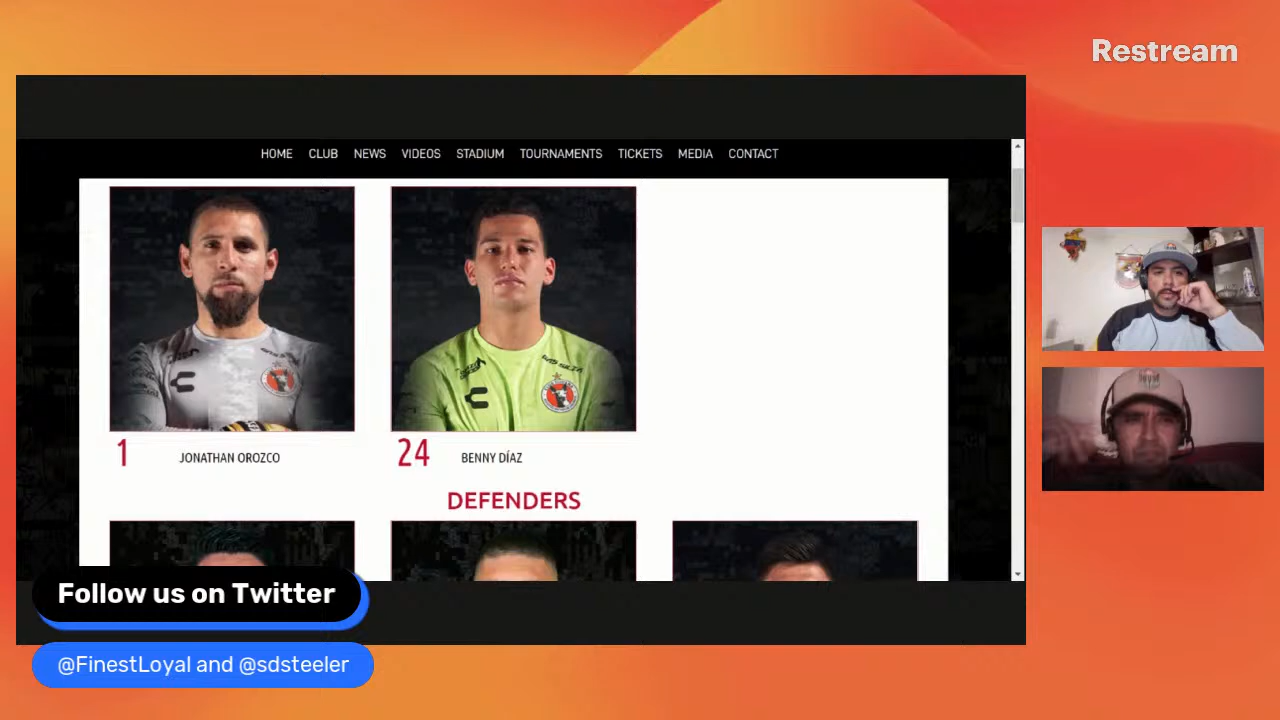 Restream
HOME CLUB NEWS VIDEOS STADIUM TOURNAMENTS TICKETS MEDIA CONTACT
1 JONATHAN OROZCO
24 BENNY DÍAZ
DEFENDERS
Follow us on Twitter
@FinestLoyal and @sdsteeler